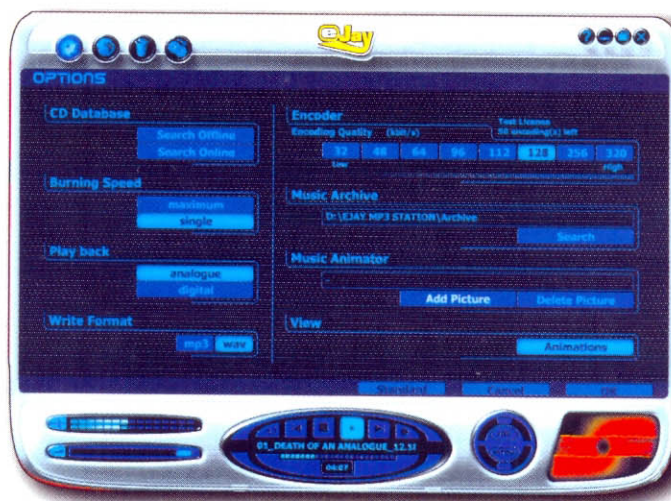 eJay
OPTIONS
CD Database
Search Offline
Search Online
Burning Speed
maximum
single
Play back
analogue
digital
Write Format
mp3 wav
Encoder
Encoding Quality (kbit/s)
Test License
50 encoding(s) left
32 48 64 96 112 128 256 320
Low High
Music Archive
D:\EJAY MP3 STATION\Archive
Search
Music Animator
Add Picture Delete Picture
View
Animations
Standard Cancel OK
01_DEATH OF AN ANALOGUE_12.51
04:07